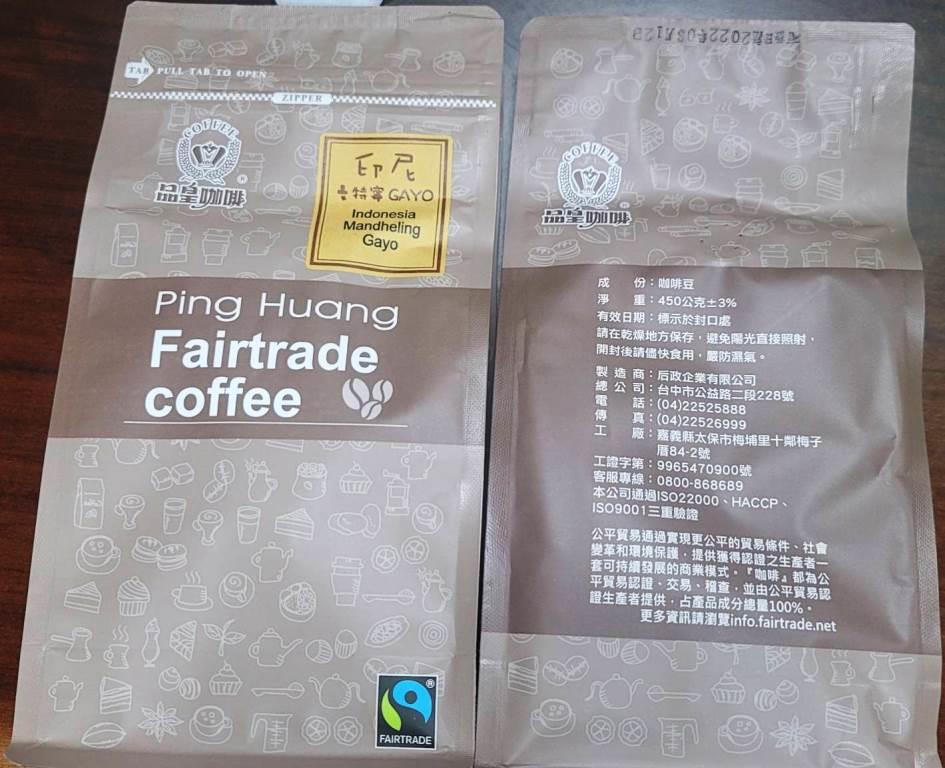 TAB PULL TAB TO OPEN
ZIPPER
COFFEE
品皇咖啡
印尼
曼特寧 GAYO
Indonesia
Mandheling
Gayo
Ping Huang
Fairtrade
coffee
FAIRTRADE
2022年03月12日
COFFEE
品皇咖啡
成 份:咖啡豆
淨 重:450公克±3%
有效日期:標示於封口處
請在乾燥地方保存,避免陽光直接照射,
開封後請儘快食用,嚴防濕氣。
製造商:后政企業有限公司
總公司:台中市公益路二段228號
電 話:(04)22525888
傳 真:(04)22526999
工 廠:嘉義縣太保市梅埔里十鄰梅子
厝84-2號
工證字第:9965470900號
客服專線:0800-868689
本公司通過ISO22000、HACCP、
ISO9001三重驗證
公平貿易通過實現更公平的貿易條件、社會
變革和環境保護,提供獲得認證之生產者一
套可持續發展的商業模式。『咖啡』都為公
平貿易認證、交易、稽查,並由公平貿易認
證生產者提供,占產品成分總量100%。
更多資訊請瀏覽info.fairtrade.net